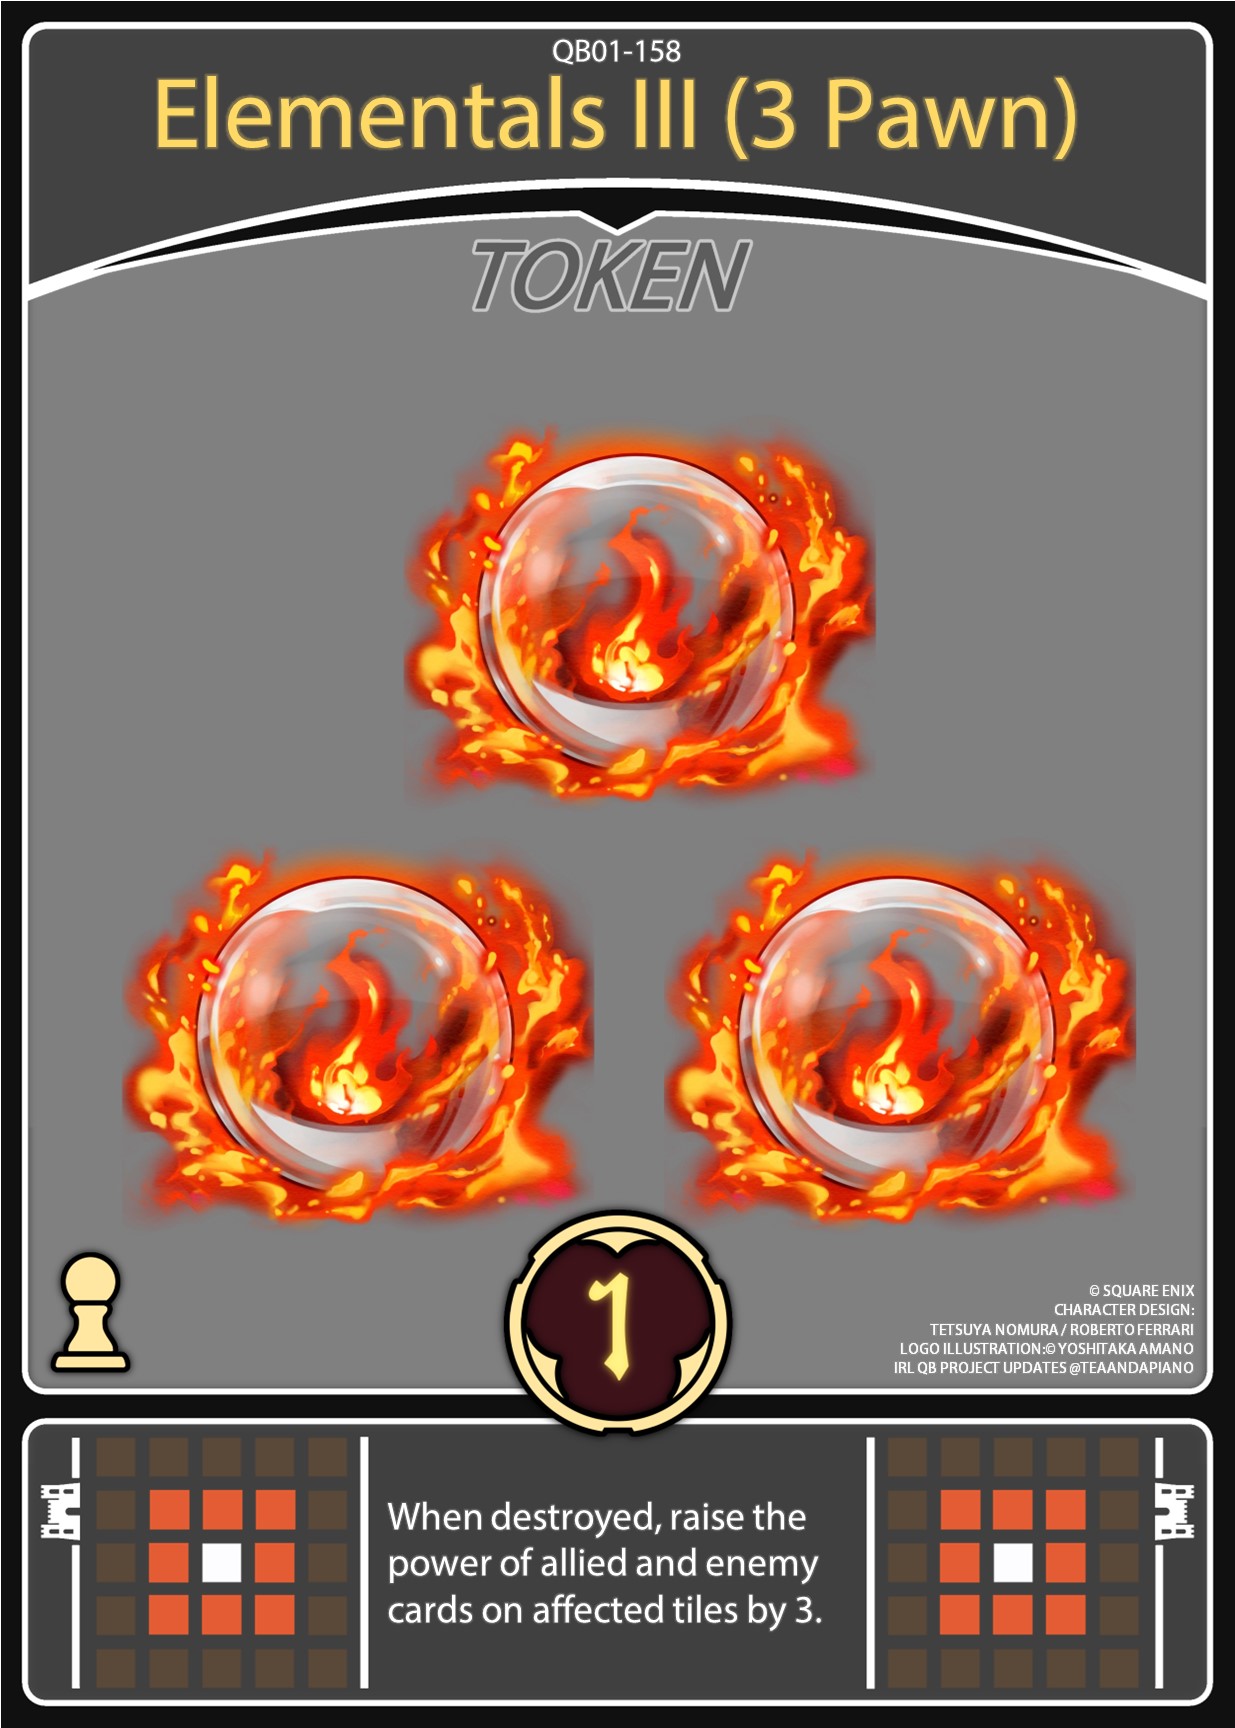 QB01-158
Elementals III (3 Pawn)
TOKEN
1
© SQUARE ENIX
CHARACTER DESIGN:
TETSUYA NOMURA / ROBERTO FERRARI
LOGO ILLUSTRATION:© YOSHITAKA AMANO
IRL QB PROJECT UPDATES @TEAANDAPIANO
When destroyed, raise the
power of allied and enemy
cards on affected tiles by 3.